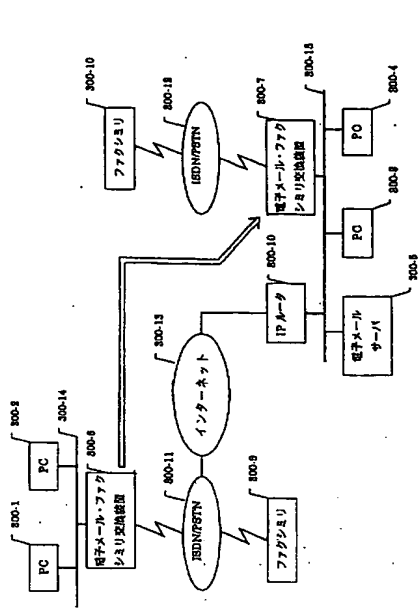 300-1
PC
300-2
PC
300-14
300-6
電子メール・ファク
シミリ交換装置
300-11
ISDN/PSTN
300-9
ファクシミリ
300-13
インターネット
300-10
IPルータ
300-10
ファクシミリ
300-12
ISDN/PSTN
300-7
電子メール・ファク
シミリ交換装置
300-15
300-4
PC
300-3
PC
300-5
電子メール
サーバ